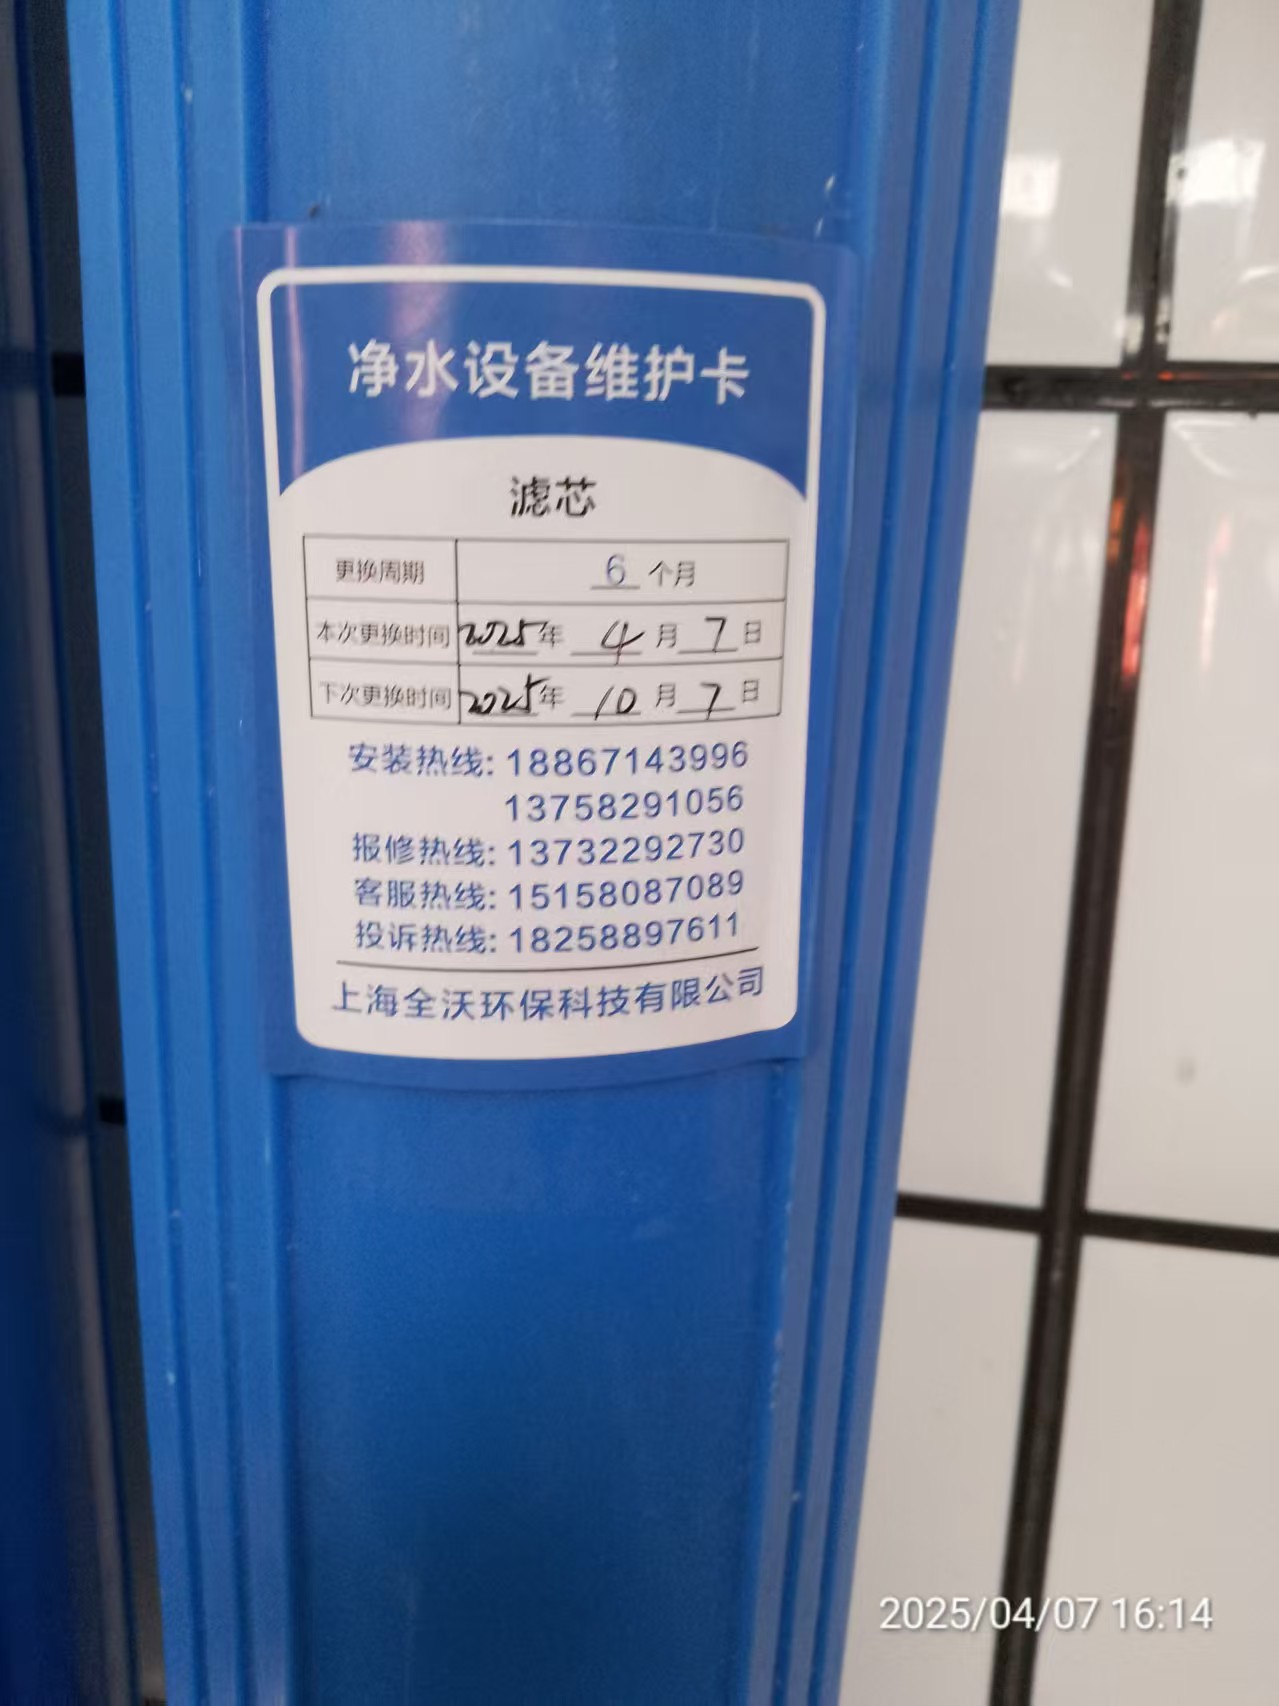 净水设备维护卡
滤芯
更换周期 6 个月
本次更换时间 2025年 4 月 7 日
下次更换时间 2025年 10 月 7 日
安装热线: 18867143996
13758291056
报修热线: 13732292730
客服热线: 15158087089
投诉热线: 18258897611
上海全沃环保科技有限公司
2025/04/07 16:14